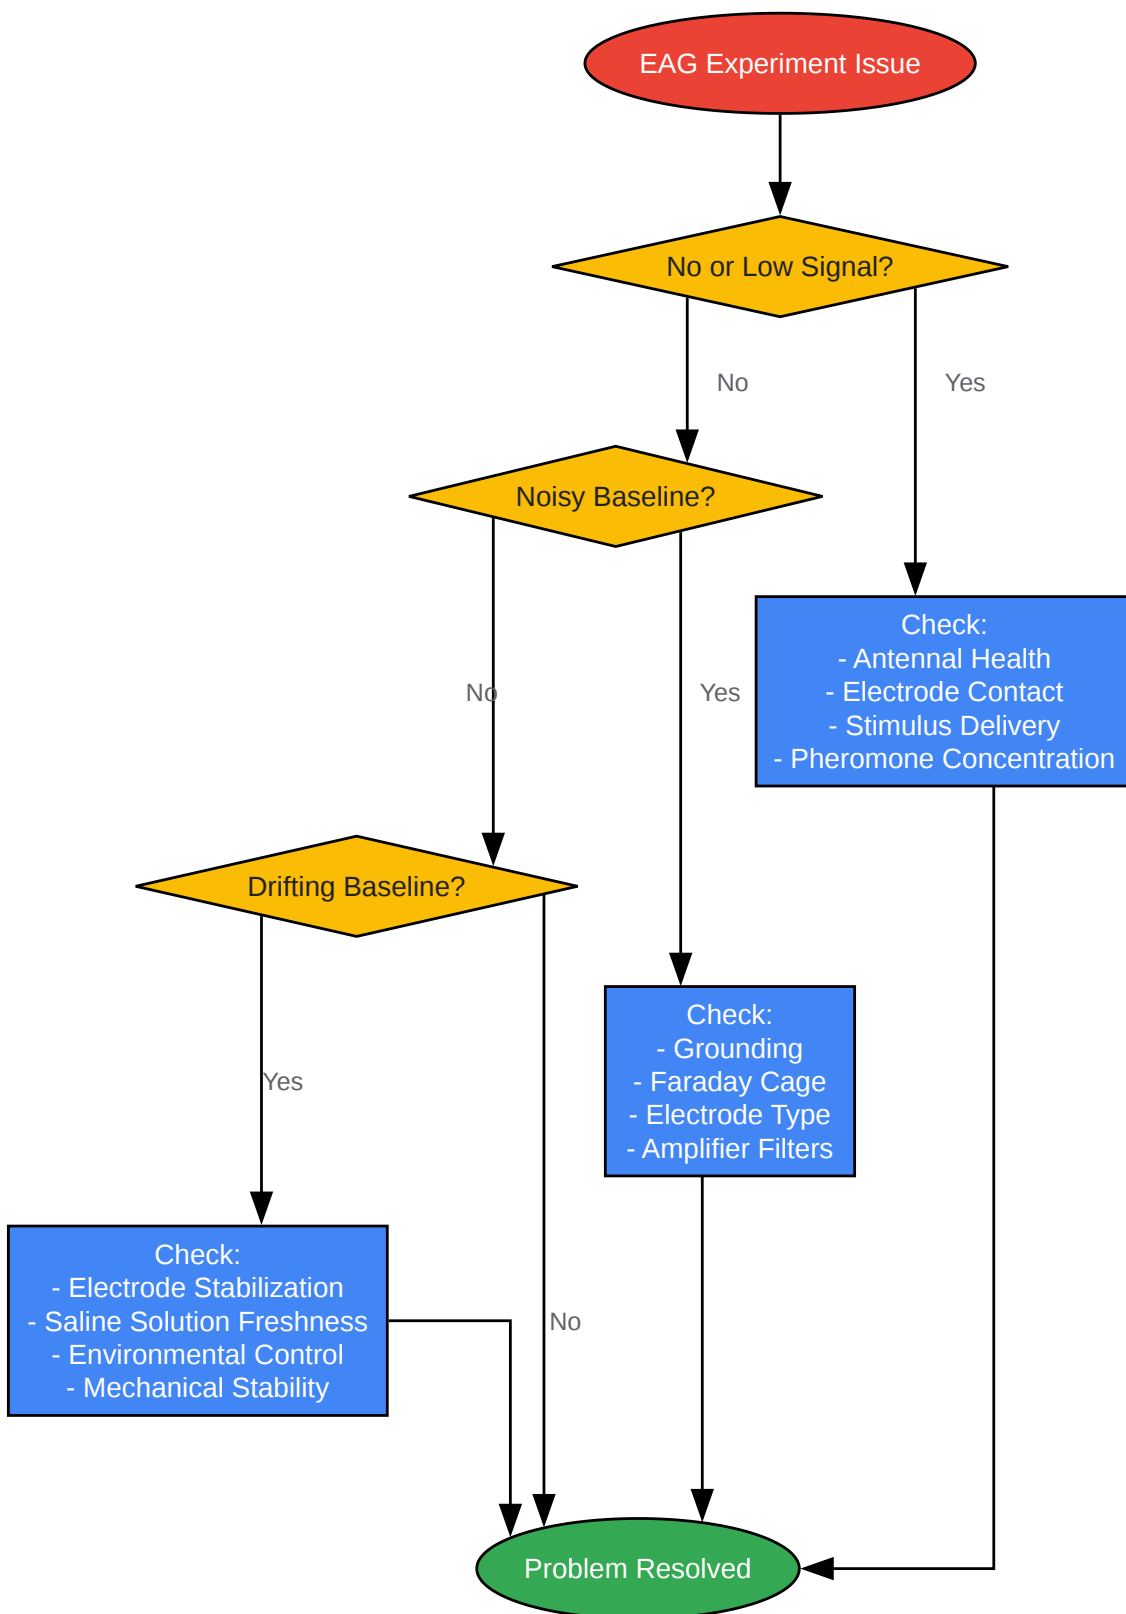 EAG Experiment Issue
No or Low Signal?
No
Yes
Noisy Baseline?
No
Yes
Check:
- Antennal Health
- Electrode Contact
- Stimulus Delivery
- Pheromone Concentration
Drifting Baseline?
Yes
No
Check:
- Grounding
- Faraday Cage
- Electrode Type
- Amplifier Filters
Check:
- Electrode Stabilization
- Saline Solution Freshness
- Environmental Control
- Mechanical Stability
Problem Resolved